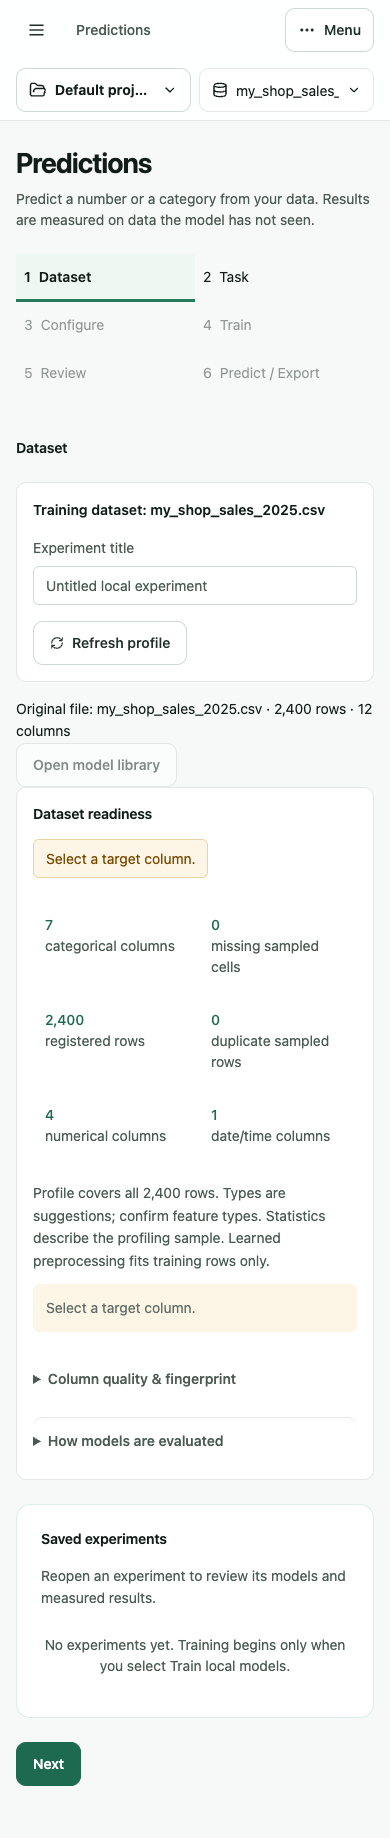 Predictions
Menu
Default proj...
my_shop_sales_
Predictions
Predict a number or a category from your data. Results
are measured on data the model has not seen.
1 Dataset
2 Task
3 Configure
4 Train
5 Review
6 Predict / Export
Dataset
Training dataset: my_shop_sales_2025.csv
Experiment title
Untitled local experiment
Refresh profile
Original file: my_shop_sales_2025.csv · 2,400 rows · 12
columns
Open model library
Dataset readiness
Select a target column.
7
categorical columns
0
missing sampled
cells
2,400
registered rows
0
duplicate sampled
rows
4
numerical columns
1
date/time columns
Profile covers all 2,400 rows. Types are
suggestions; confirm feature types. Statistics
describe the profiling sample. Learned
preprocessing fits training rows only.
Select a target column.
Column quality & fingerprint
How models are evaluated
Saved experiments
Reopen an experiment to review its models and
measured results.
No experiments yet. Training begins only when
you select Train local models.
Next